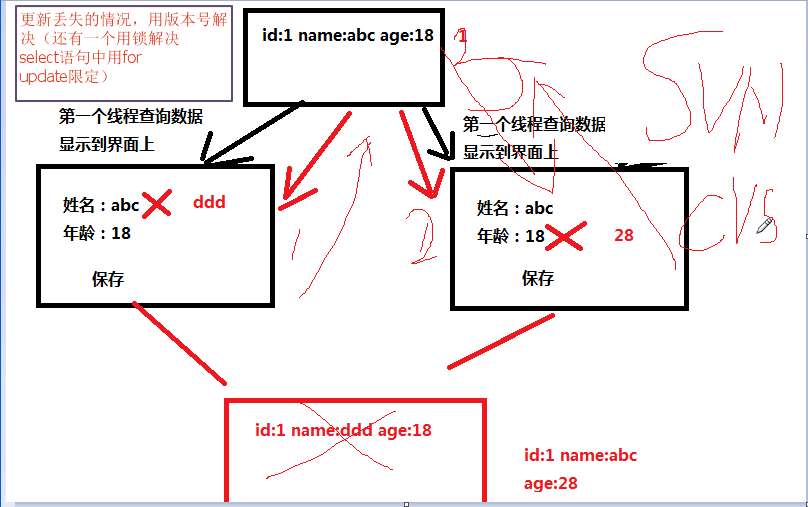 更新丢失的情况，用版本号解
决（还有一个用锁解决
select语句中用for
update限定）
id:1 name:abc age:18
1
SVN
第一个线程查询数据
显示到界面上
第一个线程查询数据
显示到界面上
姓名：abc
ddd
年龄：18
保存
1
2
姓名：abc
年龄：18
28
保存
cvs
id:1 name:ddd age:18
id:1 name:abc
age:28